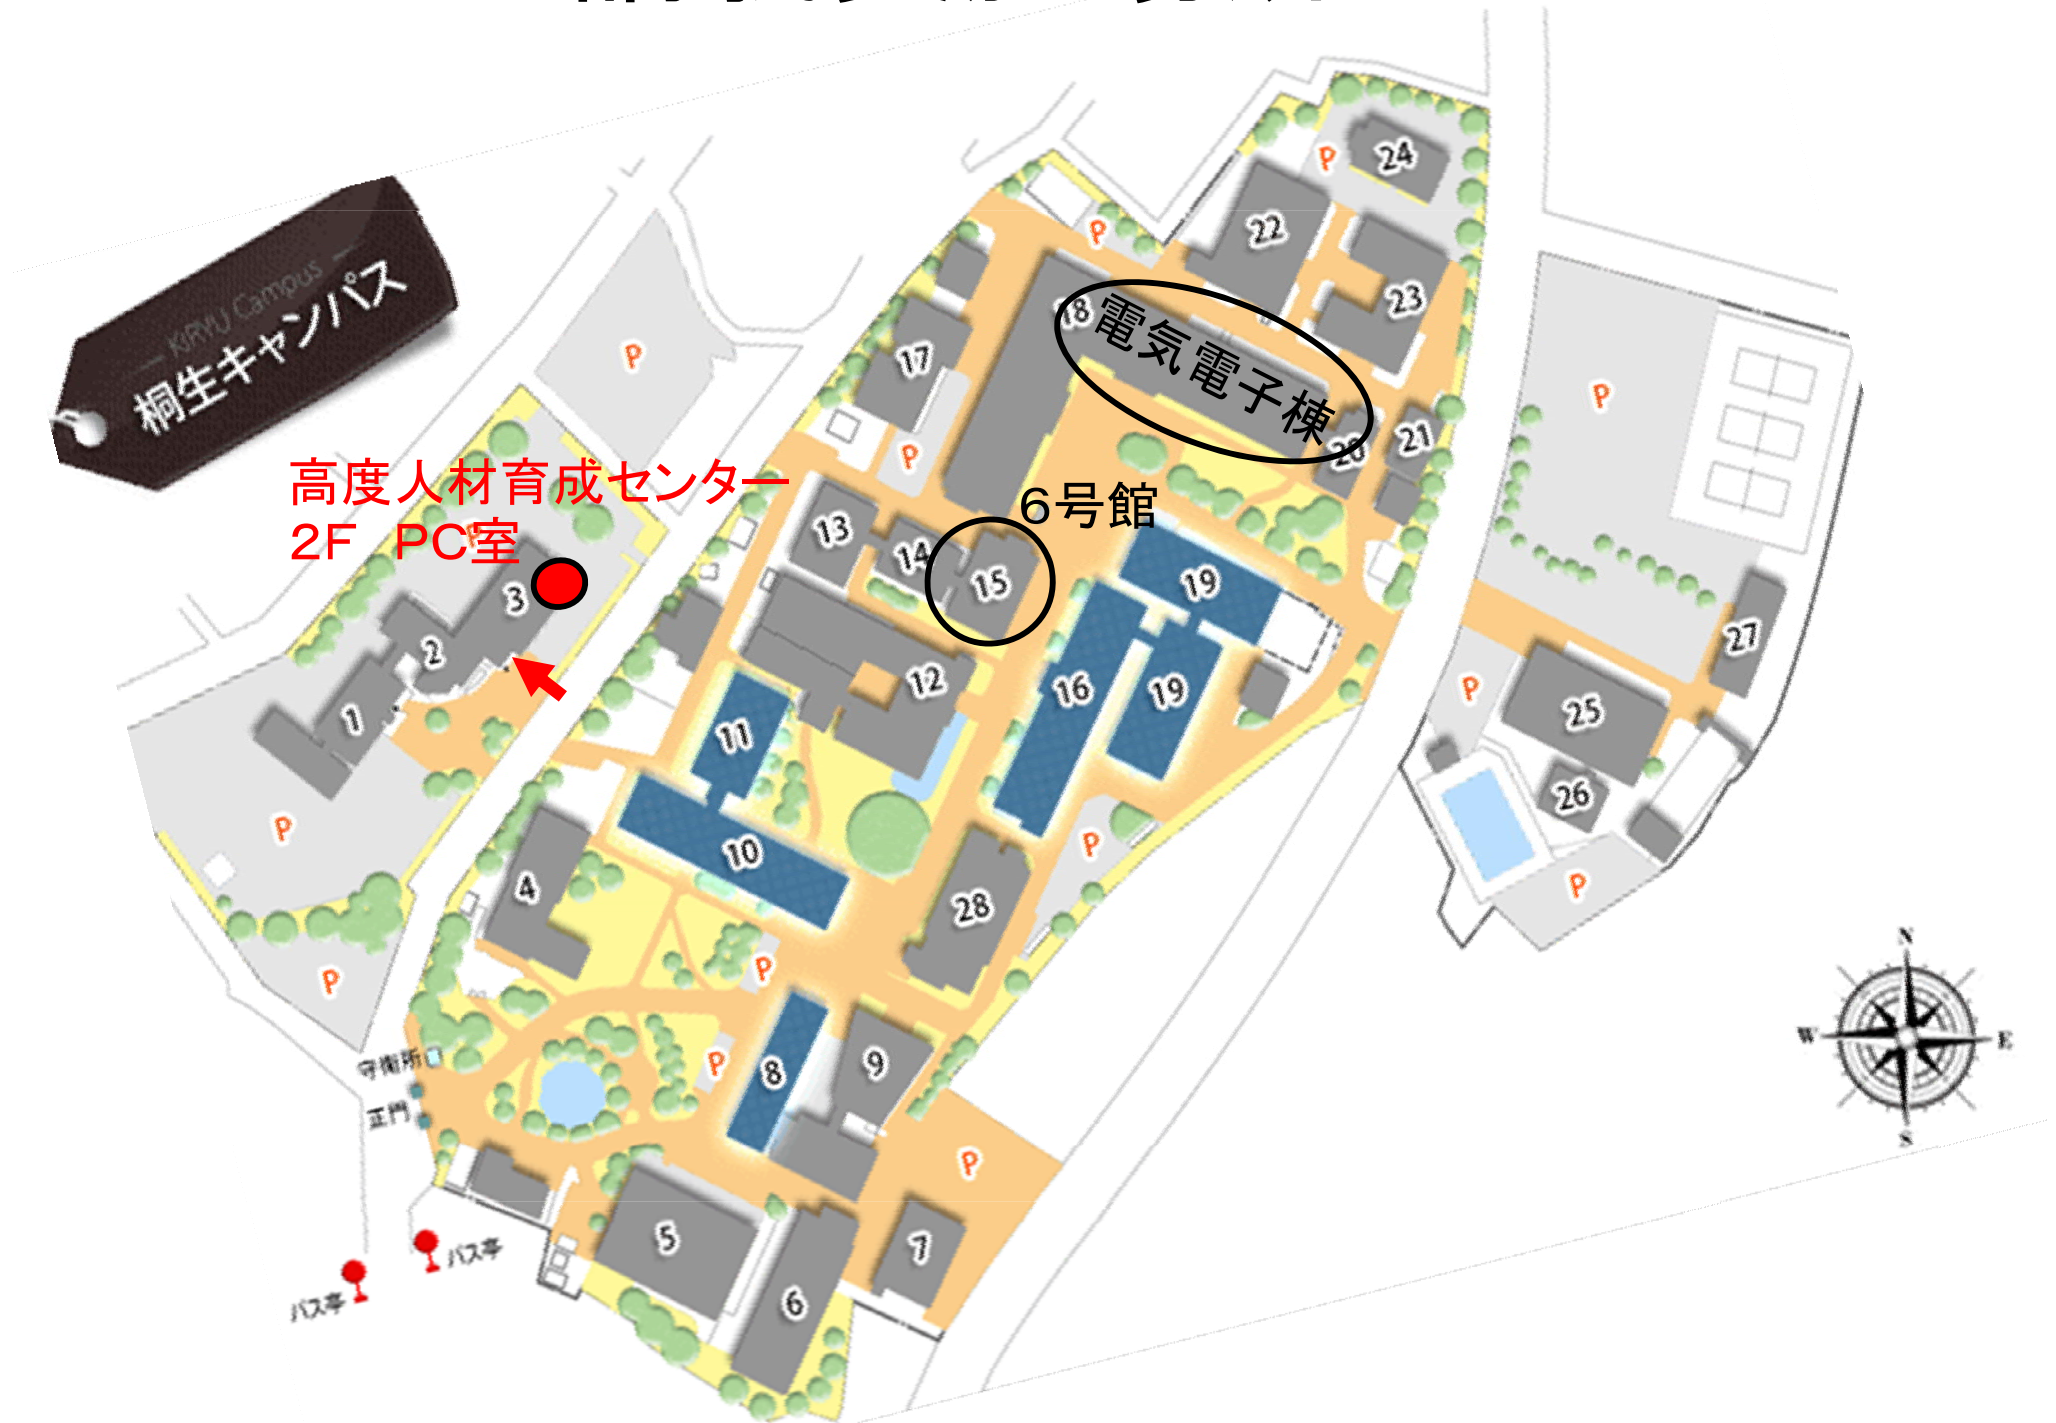 KIRYU Campus
桐生キャンパス
高度人材育成センター
2F PC室
電気電子棟
6号館
24
P
22
P
23
18
17
P
P
20
21
P
P
13
14
15
19
3
2
1
16
19
12
11
27
25
P
26
P
10
P
4
28
P
P
P
8
9
P
守衛所
正門
P
5
6
7
バス亭
バス亭
N
W
E
S